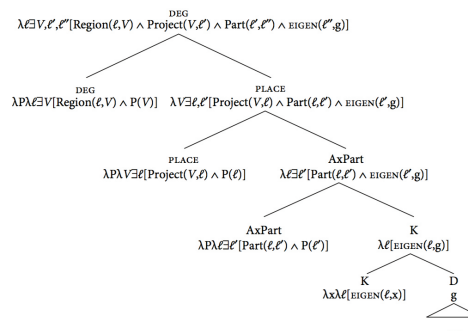 DEG
λℓ∃V,ℓ′,ℓ″[Region(ℓ,V) ∧ Project(V,ℓ′) ∧ Part(ℓ′,ℓ″) ∧ EIGEN(ℓ″,g)]
DEG
λPλℓ∃V[Region(ℓ,V) ∧ P(V)]
PLACE
λV∃ℓ,ℓ′[Project(V,ℓ) ∧ Part(ℓ,ℓ′) ∧ EIGEN(ℓ′,g)]
PLACE
λPλV∃ℓ[Project(V,ℓ) ∧ P(ℓ)]
AxPart
λℓ∃ℓ′[Part(ℓ,ℓ′) ∧ EIGEN(ℓ′,g)]
AxPart
λPλℓ∃ℓ′[Part(ℓ,ℓ′) ∧ P(ℓ′)]
K
λℓ[EIGEN(ℓ,g)]
K
λxλℓ[EIGEN(ℓ,x)]
D
g